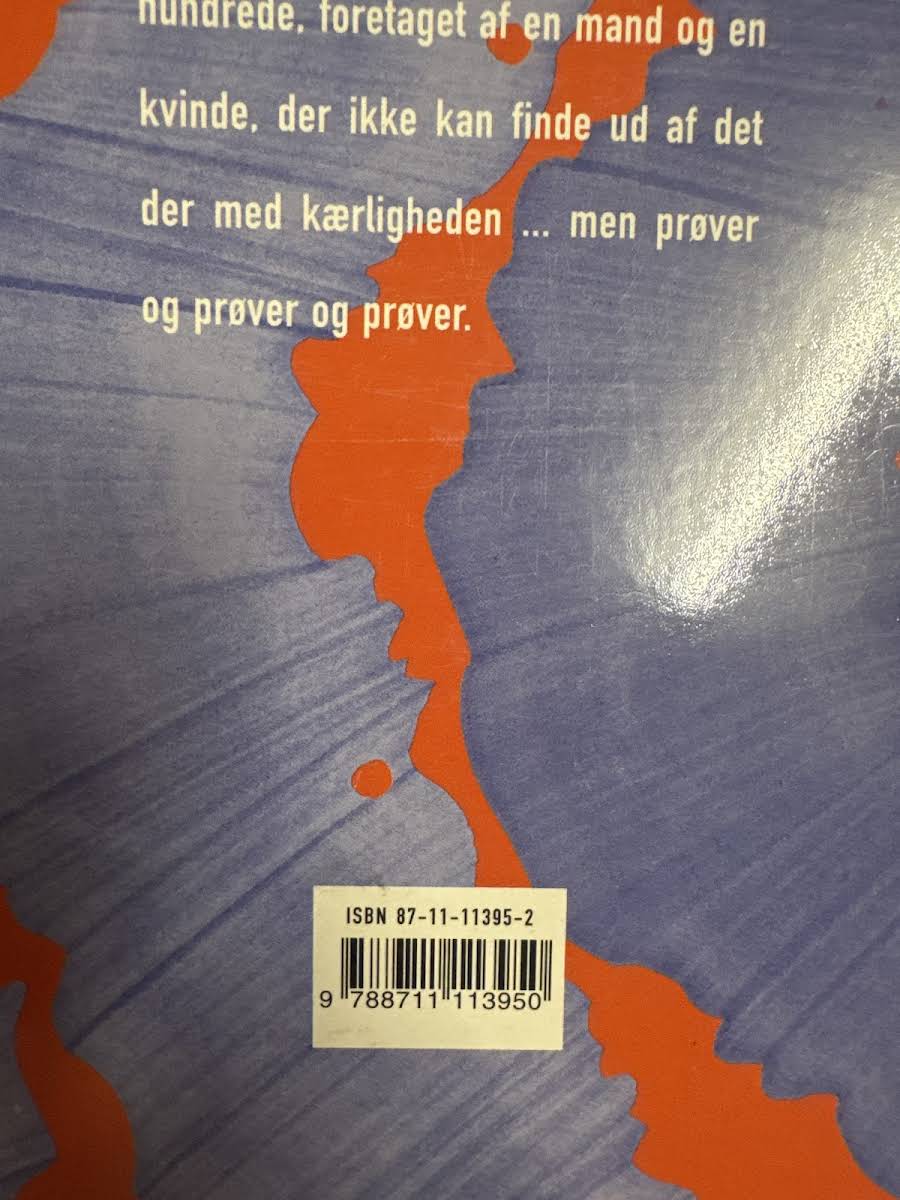 hundrede, foretaget af en mand og en
kvinde, der ikke kan finde ud af det
der med kærligheden ... men prøver
og prøver og prøver.
ISBN 87-11-11395-2
9 788711 113950